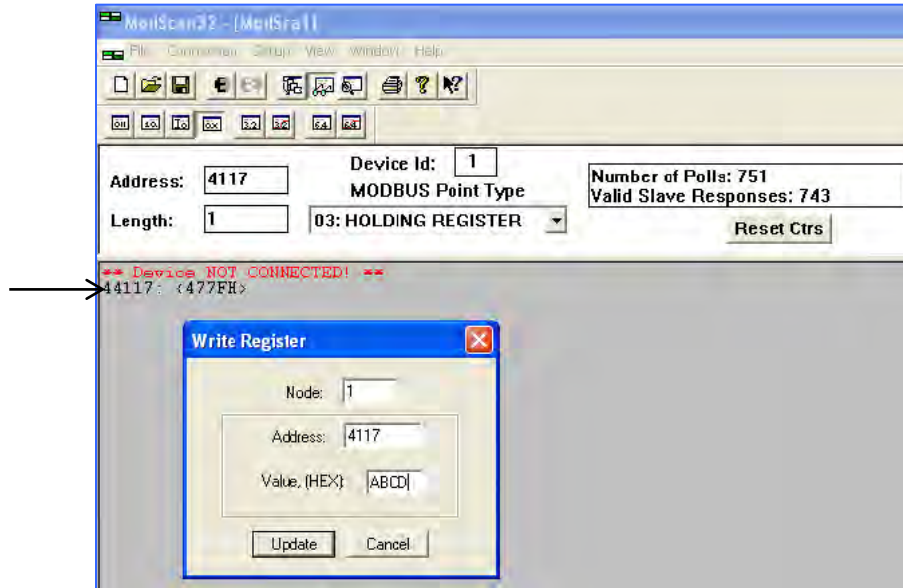 ModScan32 - [ModSca1]
File Connection Setup View Window Help
Address: 4117
Device Id: 1
MODBUS Point Type
Length: 1
03: HOLDING REGISTER
Number of Polls: 751
Valid Slave Responses: 743
Reset Ctrs
** Device NOT CONNECTED! **
44117: <477FH>
Write Register
Node: 1
Address: 4117
Value, (HEX): ABCD
Update Cancel